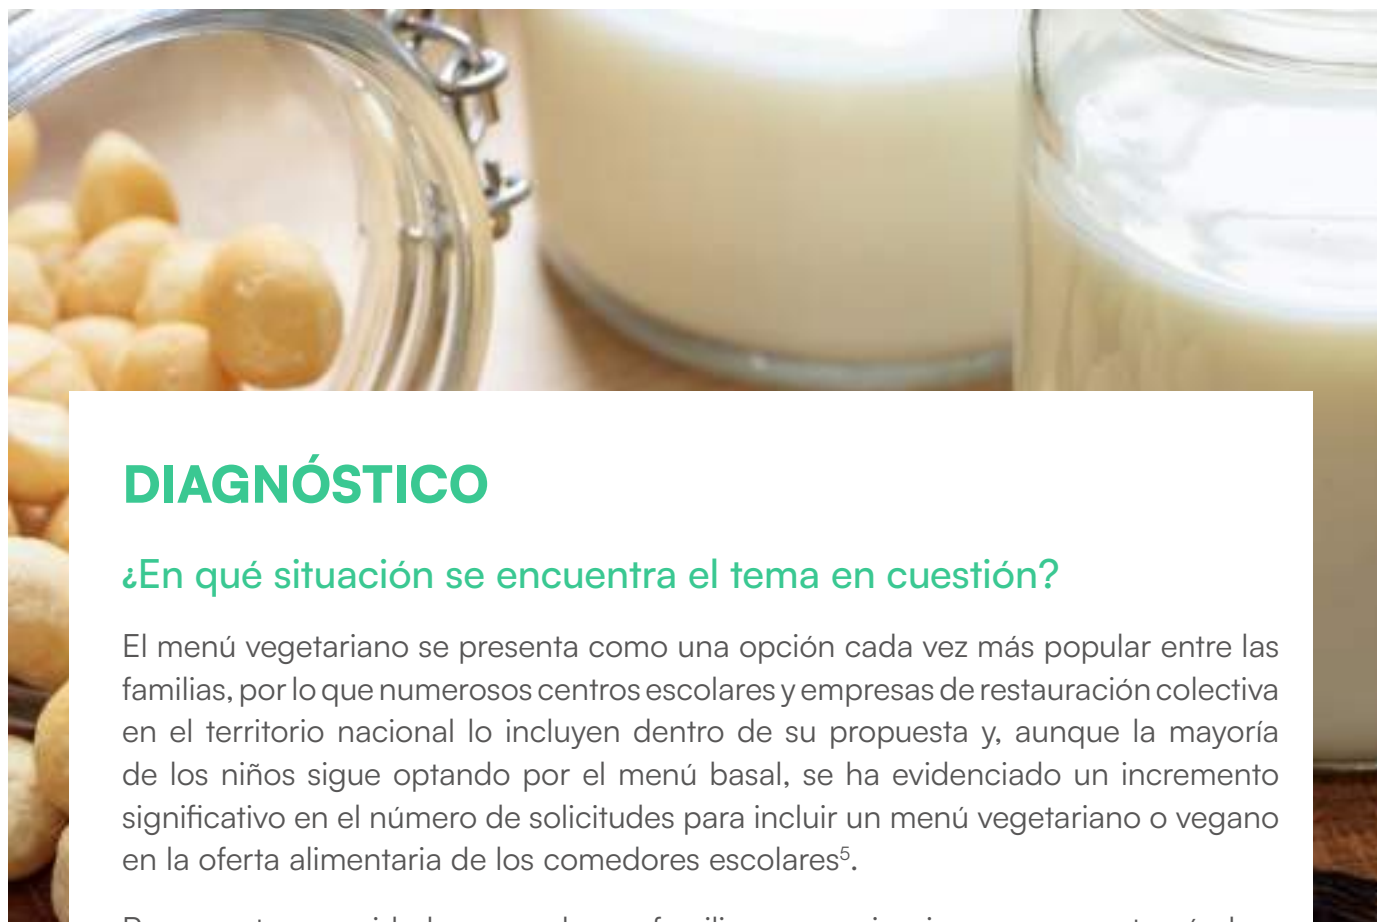 DIAGNÓSTICO
¿En qué situación se encuentra el tema en cuestión?
El menú vegetariano se presenta como una opción cada vez más popular entre las
familias, por lo que numerosos centros escolares y empresas de restauración colectiva
en el territorio nacional lo incluyen dentro de su propuesta y, aunque la mayoría
de los niños sigue optando por el menú basal, se ha evidenciado un incremento
significativo en el número de solicitudes para incluir un menú vegetariano o vegano
en la oferta alimentaria de los comedores escolares⁵.